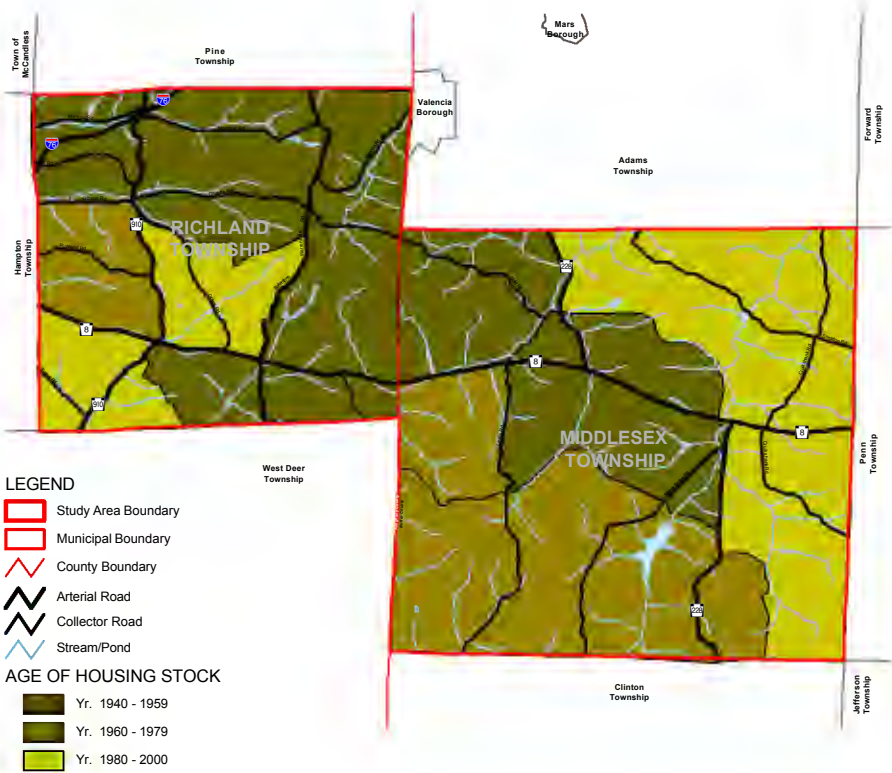 Town of
McCandless
Pine
Township
Mars
Borough
Valencia
Borough
Adams
Township
Forward
Township
76
76
Hampton
Township
910
RICHLAND
TOWNSHIP
228
8
8
910
MIDDLESEX
TOWNSHIP
8
Penn
Township
West Deer
Township
228
Clinton
Township
Jefferson
Township
LEGEND
Study Area Boundary
Municipal Boundary
County Boundary
Arterial Road
Collector Road
Stream/Pond
AGE OF HOUSING STOCK
Yr. 1940 - 1959
Yr. 1960 - 1979
Yr. 1980 - 2000